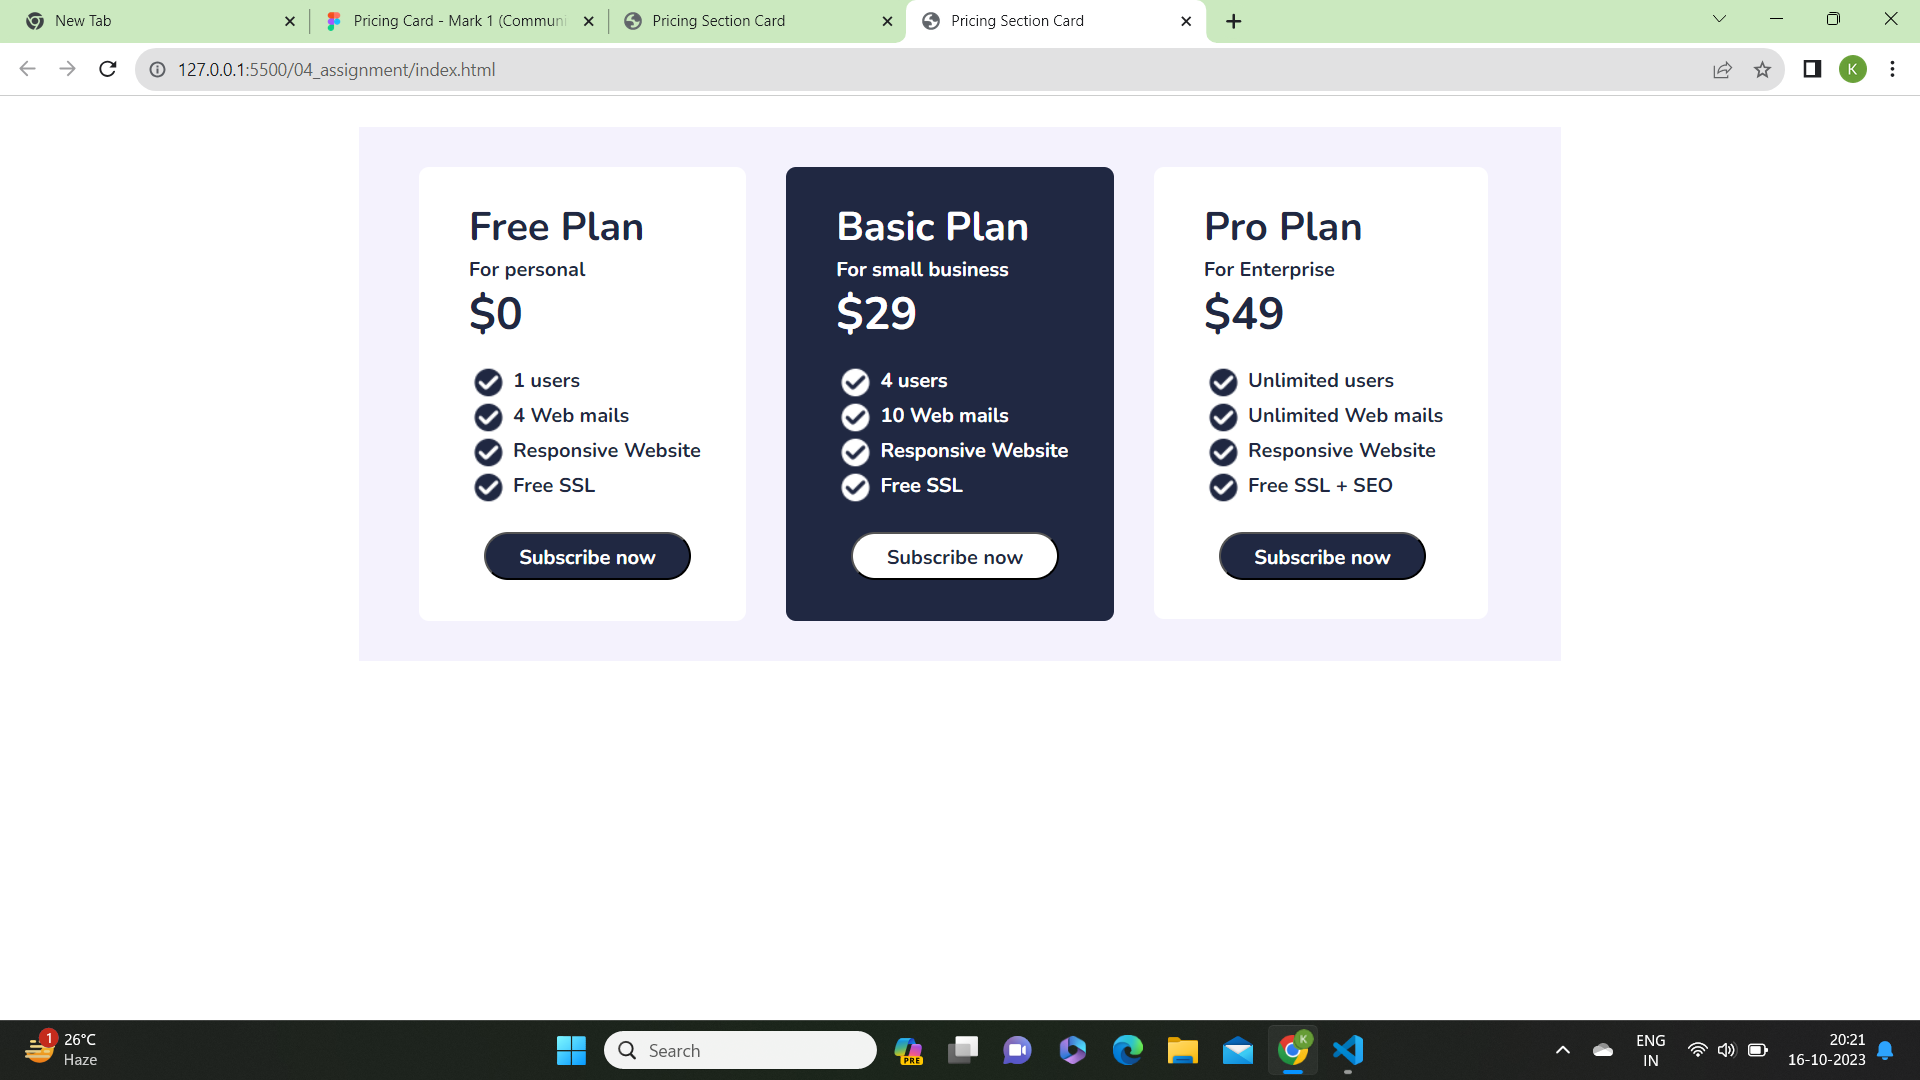 New Tab
Pricing Card - Mark 1 (Communi
Pricing Section Card
Pricing Section Card
127.0.0.1:5500/04_assignment/index.html
K
Free Plan
For personal
$0
1 users
4 Web mails
Responsive Website
Free SSL
Subscribe now
Basic Plan
For small business
$29
4 users
10 Web mails
Responsive Website
Free SSL
Subscribe now
Pro Plan
For Enterprise
$49
Unlimited users
Unlimited Web mails
Responsive Website
Free SSL + SEO
Subscribe now
1
26°C
Haze
Search
PRE
K
ENG
IN
20:21
16-10-2023